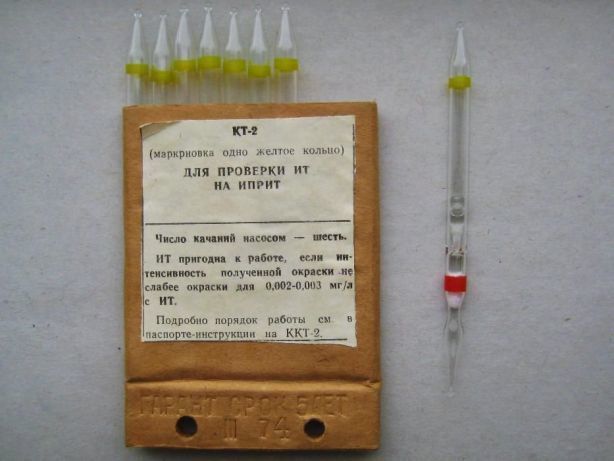 КТ-2
(маркриовка одно желтое кольцо)
ДЛЯ ПРОВЕРКИ ИТ
НА ИПРИТ
Число качаний насосом — шесть.
ИТ пригодна к работе, если ин-
тенсивность полученной окраски не
слабее окраски для 0,002-0,003 мг/л
с ИТ.
Подробно порядок работы см. в
паспорте-инструкции на ККТ-2.
ГАРАНТ СРОК 5 ЛЕТ
III 74